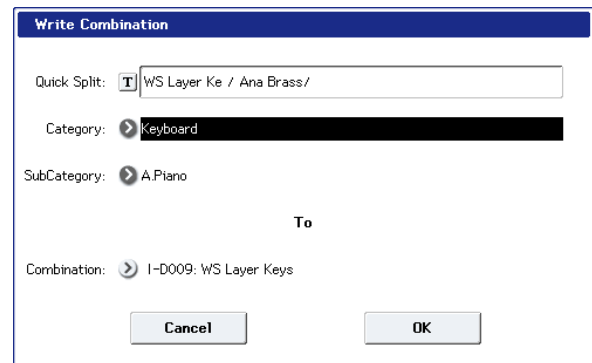 Write Combination
Quick Split: T WS Layer Ke / Ana Brass/
Category: Keyboard
SubCategory: A.Piano
To
Combination: I-D009: WS Layer Keys
Cancel OK